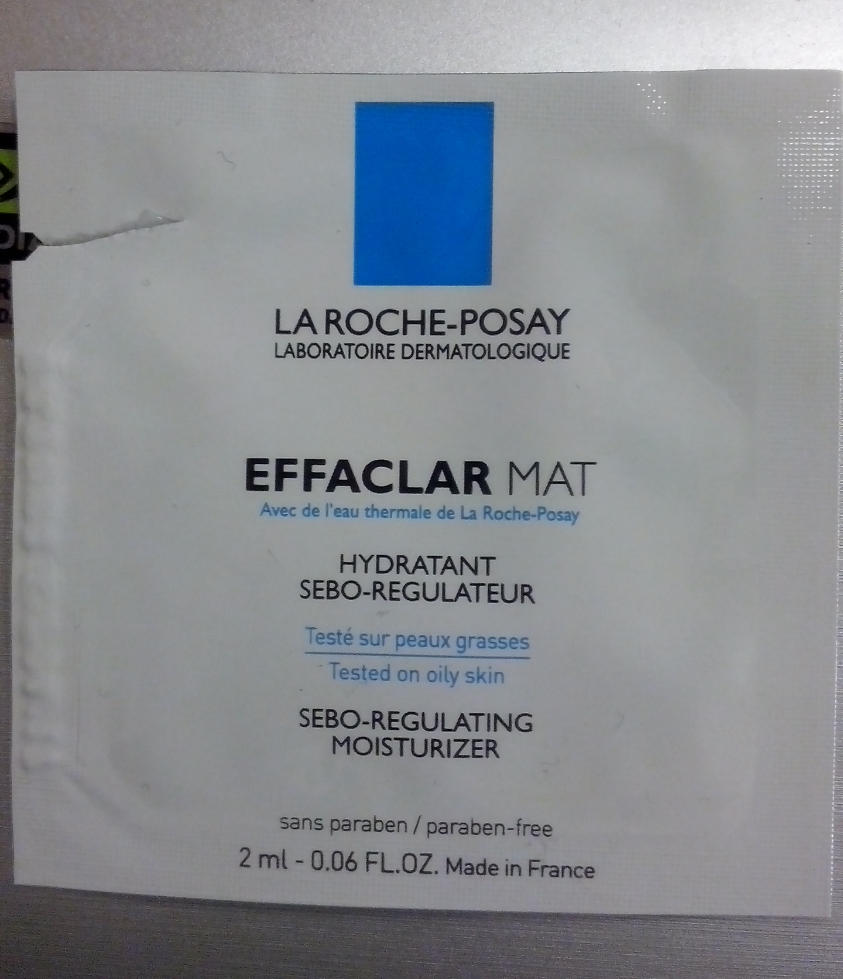 LA ROCHE-POSAY
LABORATOIRE DERMATOLOGIQUE
EFFACLAR MAT
Avec de l'eau thermale de La Roche-Posay
HYDRATANT
SEBO-REGULATEUR
Testé sur peaux grasses
Tested on oily skin
SEBO-REGULATING
MOISTURIZER
sans paraben / paraben-free
2 ml - 0.06 FL.OZ. Made in France